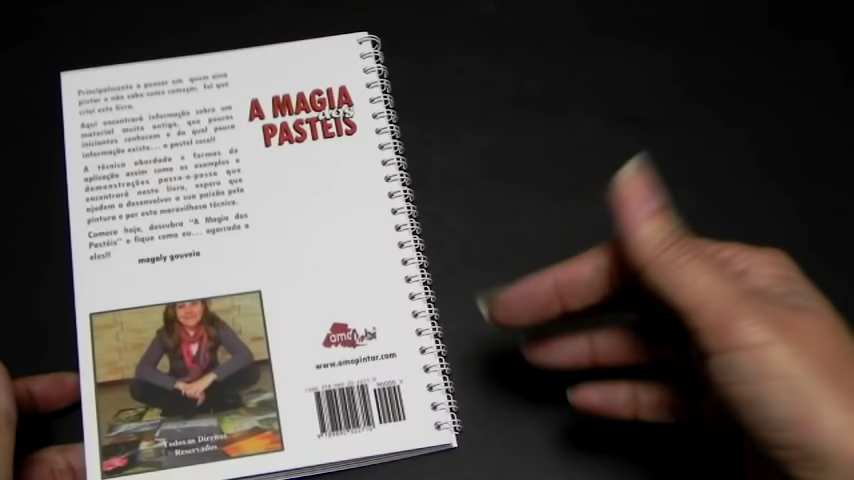 Principalmente a pensar em quem ama
pintar e não sabe como começar, foi que
criei este livro.
Aqui encontrará informação sobre um
material muito antigo, que poucos
iniciantes conhecem e do qual pouca
informação existe... o pastel seco!!
A técnica abordada e formas de
aplicação assim como os exemplos e
demonstrações passo-a-passo que
encontrará neste livro, espero que
ajudem a desenvolver a sua paixão pela
pintura e por esta maravilhosa técnica.
Comece hoje, descubra "A Magia dos
Pastéis" e fique como eu... agarrada a
eles!!
magaly gouveia
A MAGIA
dos
PASTÉIS
amopintar
www.amopintar.com
90000
Todos os Direitos
Reservados